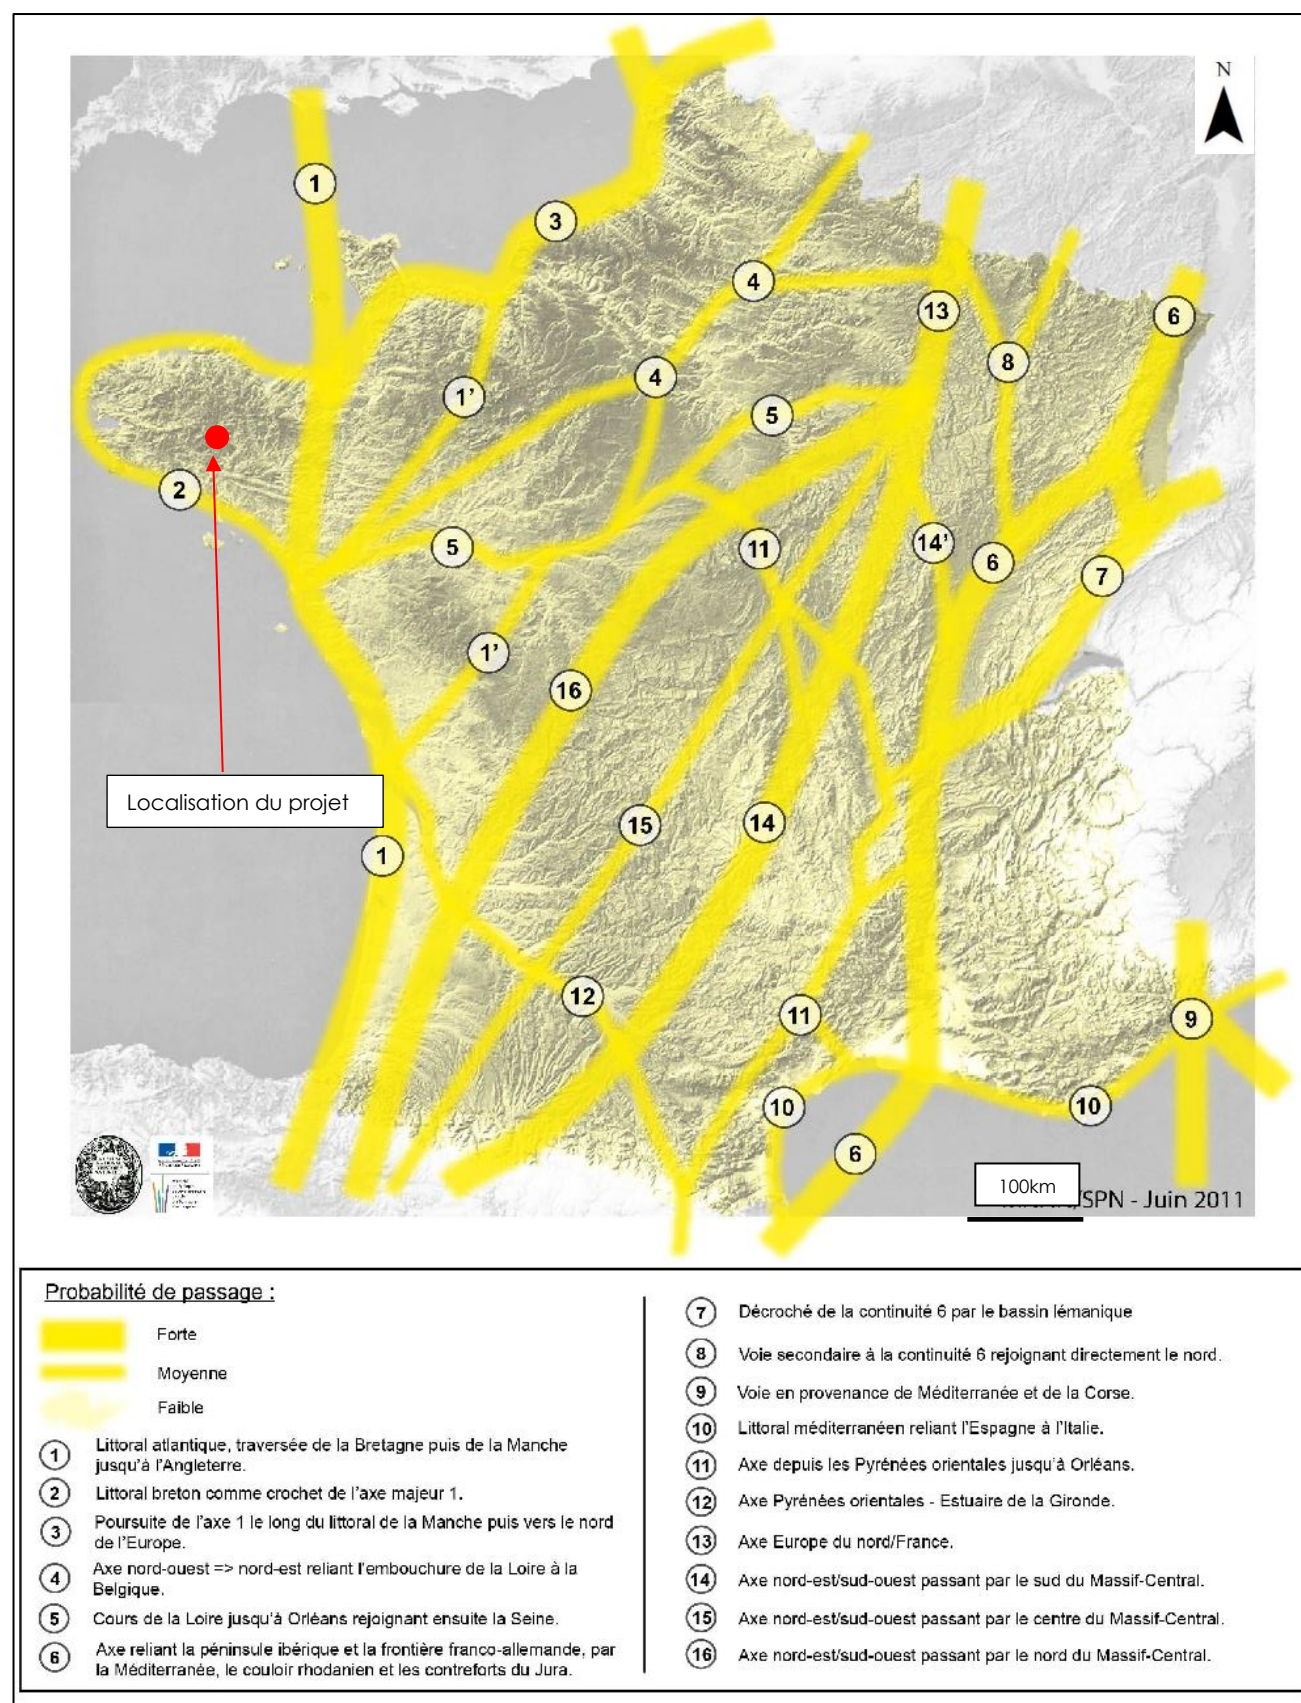 N
1
3
4
13
6
8
4
1'
5
2
5
11
14'
6
7
1'
16
15
14
1
12
11
9
10
10
6
Localisation du projet
100km
/SPN - Juin 2011
Probabilité de passage :
Forte
Moyenne
Faible
1 Littoral atlantique, traversée de la Bretagne puis de la Manche
jusqu'à l'Angleterre.
2 Littoral breton comme crochet de l'axe majeur 1.
3 Poursuite de l'axe 1 le long du littoral de la Manche puis vers le nord
de l'Europe.
4 Axe nord-ouest => nord-est reliant l'embouchure de la Loire à la
Belgique.
5 Cours de la Loire jusqu'à Orléans rejoignant ensuite la Seine.
6 Axe reliant la péninsule ibérique et la frontière franco-allemande, par
la Méditerranée, le couloir rhodanien et les contreforts du Jura.
7 Décroché de la continuité 6 par le bassin lémanique
8 Voie secondaire à la continuité 6 rejoignant directement le nord.
9 Voie en provenance de Méditerranée et de la Corse.
10 Littoral méditerranéen reliant l'Espagne à l'Italie.
11 Axe depuis les Pyrénées orientales jusqu'à Orléans.
12 Axe Pyrénées orientales - Estuaire de la Gironde.
13 Axe Europe du nord/France.
14 Axe nord-est/sud-ouest passant par le sud du Massif-Central.
15 Axe nord-est/sud-ouest passant par le centre du Massif-Central.
16 Axe nord-est/sud-ouest passant par le nord du Massif-Central.